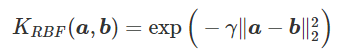 K_{RBF}(a, b) = exp ( − γ‖a − b‖₂² )